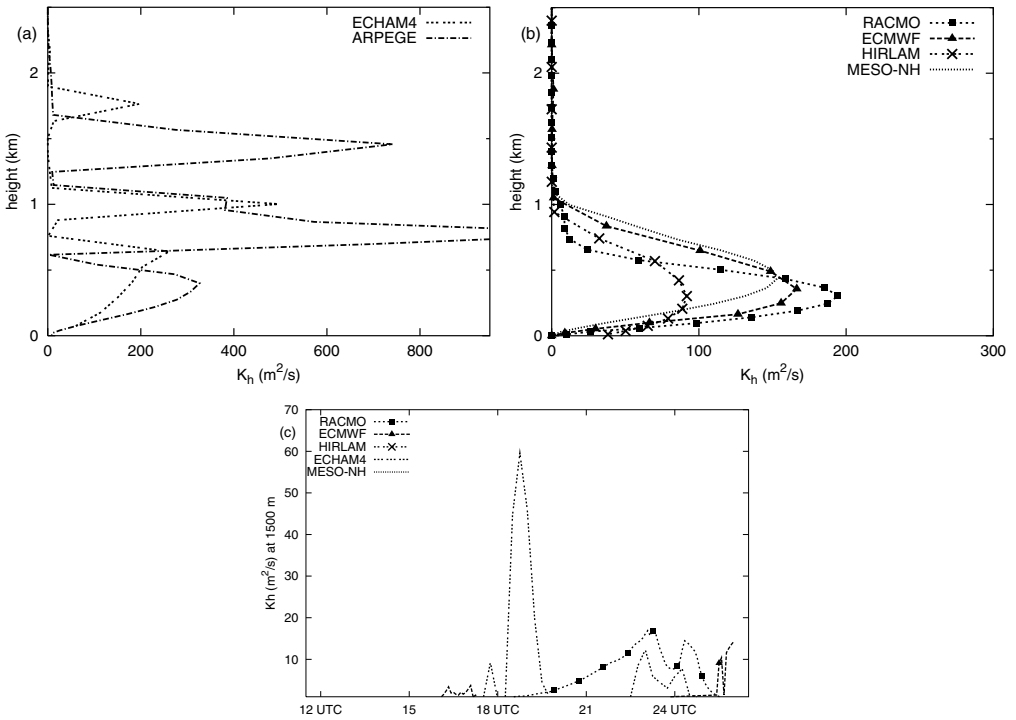 (a)
ECHAM4
ARPEGE
height (km)
2
1
0
0 200 400 600 800
K_h (m²/s)
(b)
RACMO
ECMWF
HIRLAM
MESO-NH
height (km)
2
1
0
0 100 200 300
K_h (m²/s)
(c)
RACMO
ECMWF
HIRLAM
ECHAM4
MESO-NH
Kh (m²/s) at 1500 m
70
60
50
40
30
20
10
12 UTC 15 18 UTC 21 24 UTC